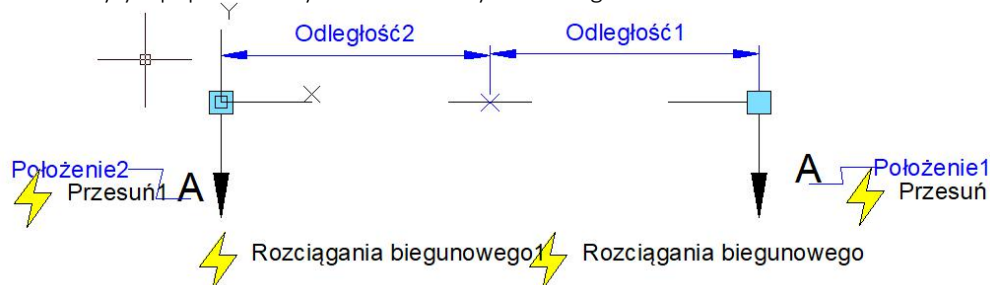 Y
Odległość2
Odległość1
X
Położenie2
Przesuń1
A
A
Położenie1
Przesuń
Rozciągania biegunowego1
Rozciągania biegunowego